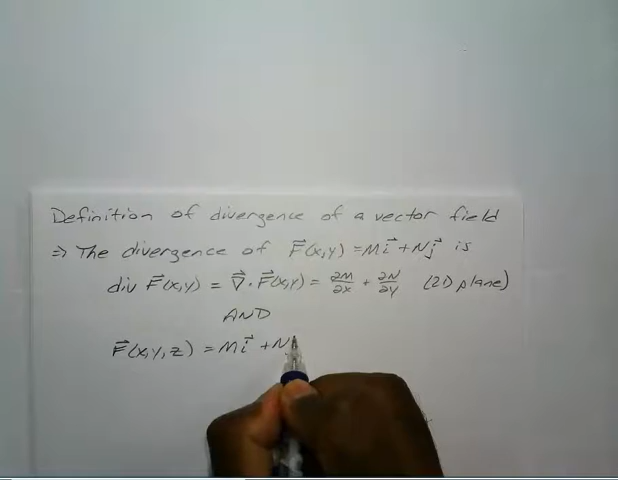 Definition of divergence of a vector field
⇒ The divergence of F⃗(x,y) = Mi⃗ + Nj⃗ is
div F⃗(x,y) = ∇⃗ · F⃗(x,y) = ∂M/∂x + ∂N/∂y (2D plane)
AND
F⃗(x,y,z) = Mi⃗ + N